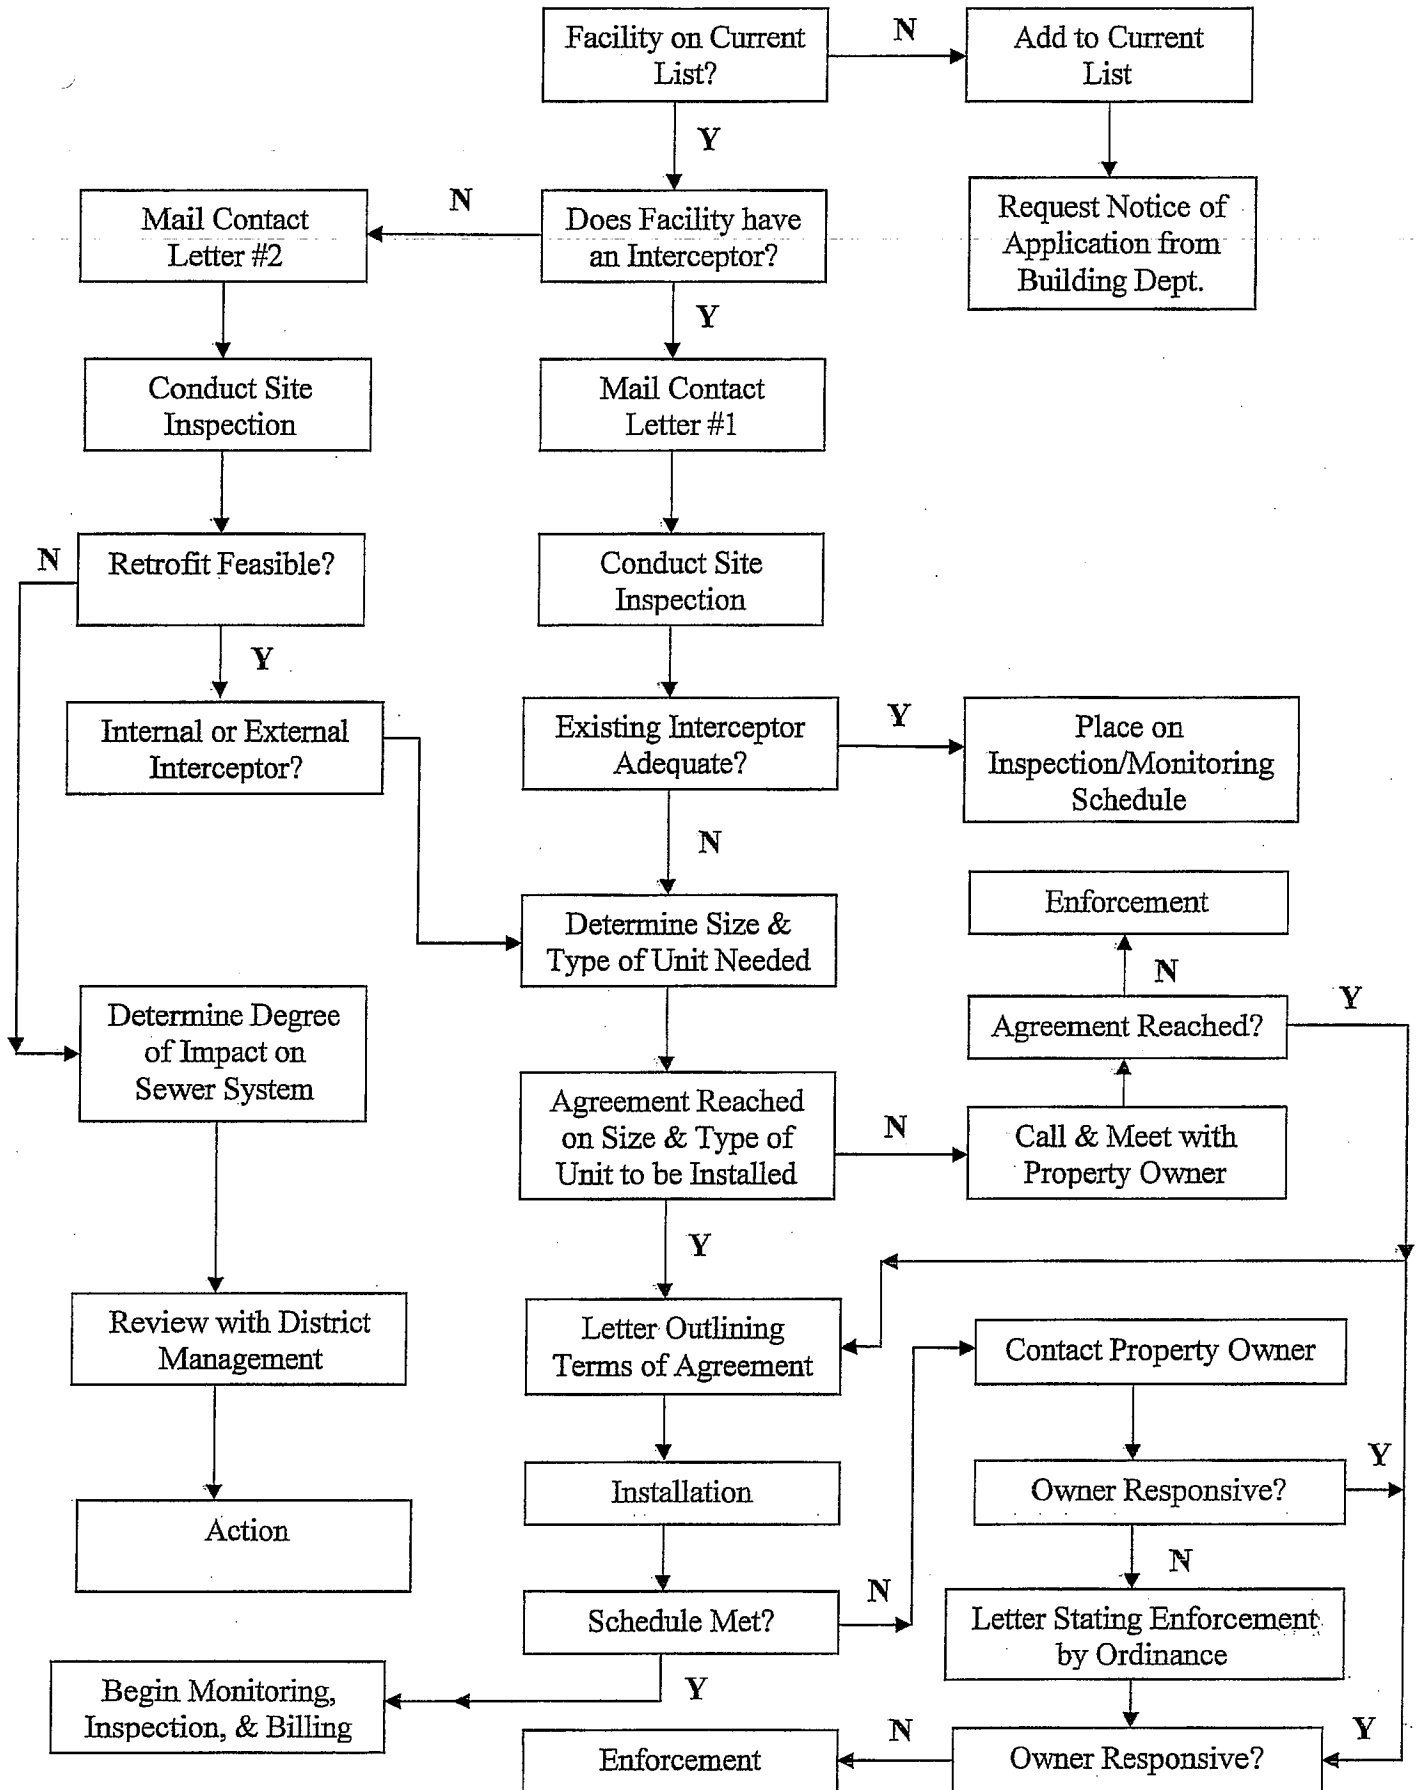 Facility on Current
List?
N
Add to Current
List
Y
Mail Contact
Letter #2
N
Does Facility have
an Interceptor?
Request Notice of
Application from
Building Dept.
Y
Conduct Site
Inspection
Mail Contact
Letter #1
N
Retrofit Feasible?
Conduct Site
Inspection
Y
Internal or External
Interceptor?
Existing Interceptor
Adequate?
Y
Place on
Inspection/Monitoring
Schedule
N
Enforcement
Determine Size &
Type of Unit Needed
N
Determine Degree
of Impact on
Sewer System
Agreement Reached?
Y
Agreement Reached
on Size & Type of
Unit to be Installed
N
Call & Meet with
Property Owner
Y
Review with District
Management
Letter Outlining
Terms of Agreement
Contact Property Owner
Action
Installation
Owner Responsive?
Y
N
Schedule Met?
N
Letter Stating Enforcement
by Ordinance
Begin Monitoring,
Inspection, & Billing
Y
Enforcement
N
Owner Responsive?
Y